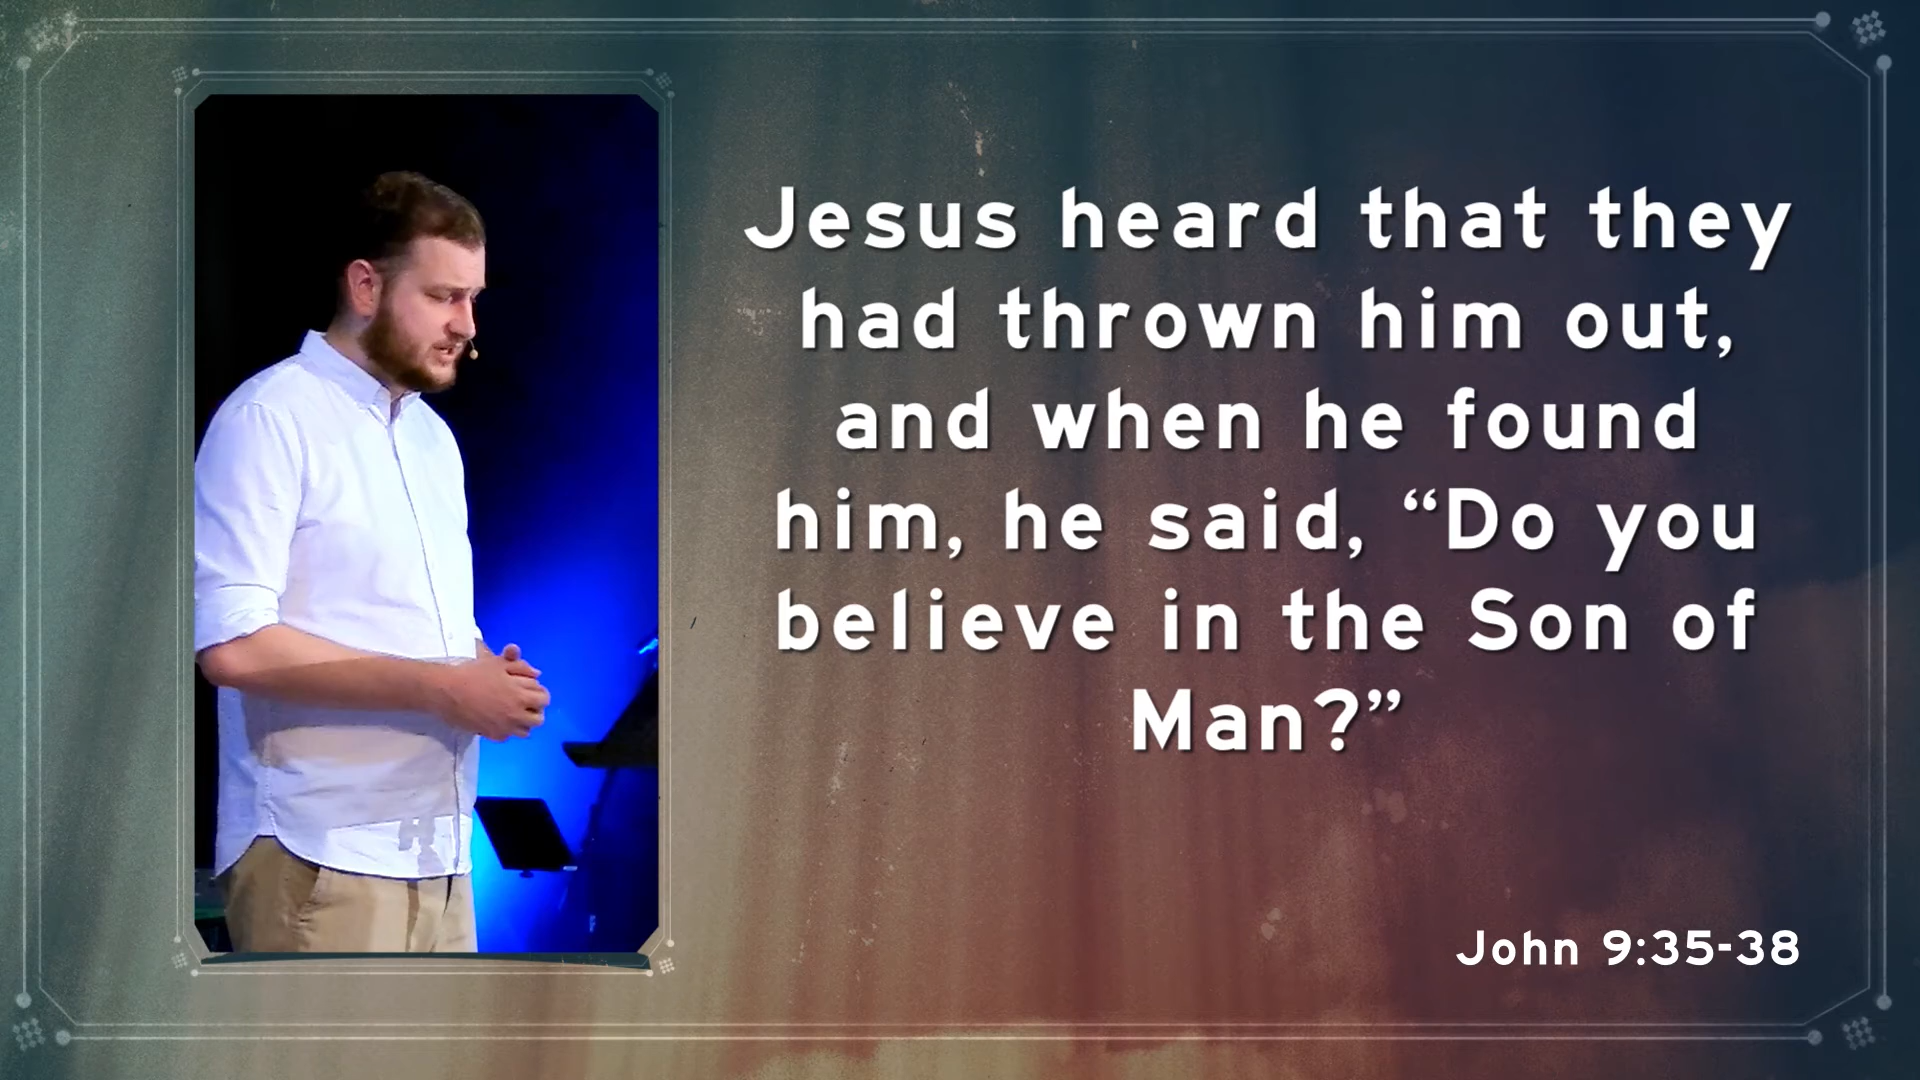 Jesus heard that they
had thrown him out,
and when he found
him, he said, “Do you
believe in the Son of
Man?”
John 9:35-38